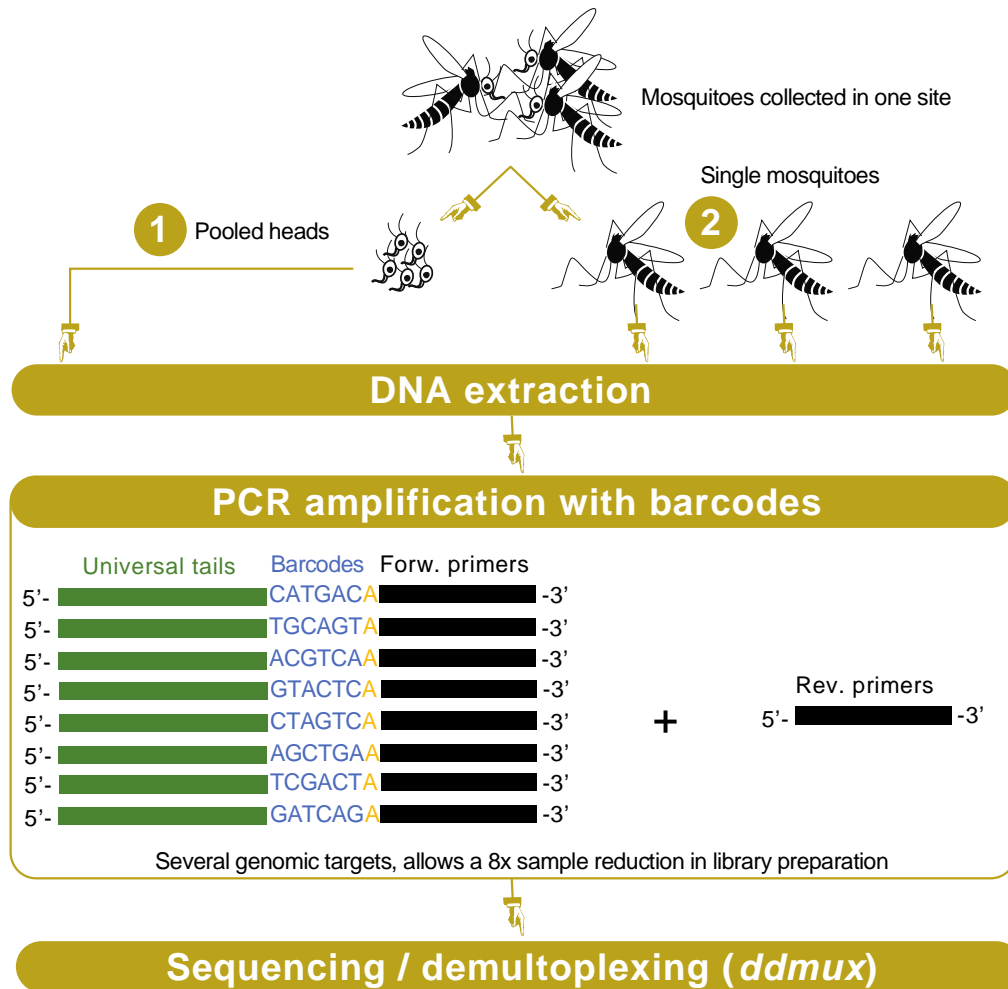 Mosquitoes collected in one site
Single mosquitoes
1 Pooled heads
2
DNA extraction
PCR amplification with barcodes
Universal tails Barcodes Forw. primers
5’- CATGACA -3’
5’- TGCAGTA -3’
5’- ACGTCAA -3’
5’- GTACTCA -3’
5’- CTAGTCA -3’
5’- AGCTGAA -3’
5’- TCGACTA -3’
5’- GATCAGA -3’
+
Rev. primers
5’- -3’
Several genomic targets, allows a 8x sample reduction in library preparation
Sequencing / demultoplexing (ddmux)